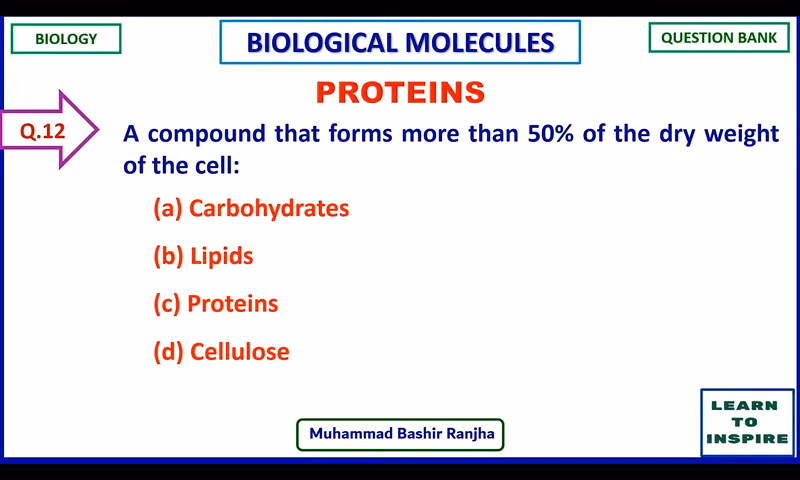 BIOLOGY
BIOLOGICAL MOLECULES
QUESTION BANK
PROTEINS
Q.12
A compound that forms more than 50% of the dry weight
of the cell:
(a) Carbohydrates
(b) Lipids
(c) Proteins
(d) Cellulose
Muhammad Bashir Ranjha
LEARN
TO
INSPIRE